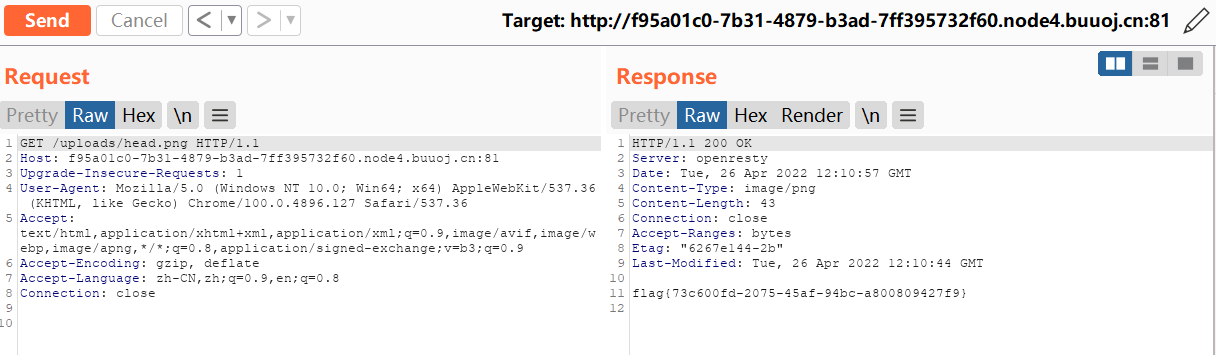 Send Cancel < ▼ > ▼ Target: http://f95a01c0-7b31-4879-b3ad-7ff395732f60.node4.buuoj.cn:81
Request
Pretty Raw Hex \n
1 GET /uploads/head.png HTTP/1.1
2 Host: f95a01c0-7b31-4879-b3ad-7ff395732f60.node4.buuoj.cn:81
3 Upgrade-Insecure-Requests: 1
4 User-Agent: Mozilla/5.0 (Windows NT 10.0; Win64; x64) AppleWebKit/537.36
(KHTML, like Gecko) Chrome/100.0.4896.127 Safari/537.36
5 Accept:
text/html,application/xhtml+xml,application/xml;q=0.9,image/avif,image/w
ebp,image/apng,*/*;q=0.8,application/signed-exchange;v=b3;q=0.9
6 Accept-Encoding: gzip, deflate
7 Accept-Language: zh-CN,zh;q=0.9,en;q=0.8
8 Connection: close
9
10
Response
Pretty Raw Hex Render \n
1 HTTP/1.1 200 OK
2 Server: openresty
3 Date: Tue, 26 Apr 2022 12:10:57 GMT
4 Content-Type: image/png
5 Content-Length: 43
6 Connection: close
7 Accept-Ranges: bytes
8 Etag: "6267e144-2b"
9 Last-Modified: Tue, 26 Apr 2022 12:10:44 GMT
10
11 flag{73c600fd-2075-45af-94bc-a800809427f9}
12